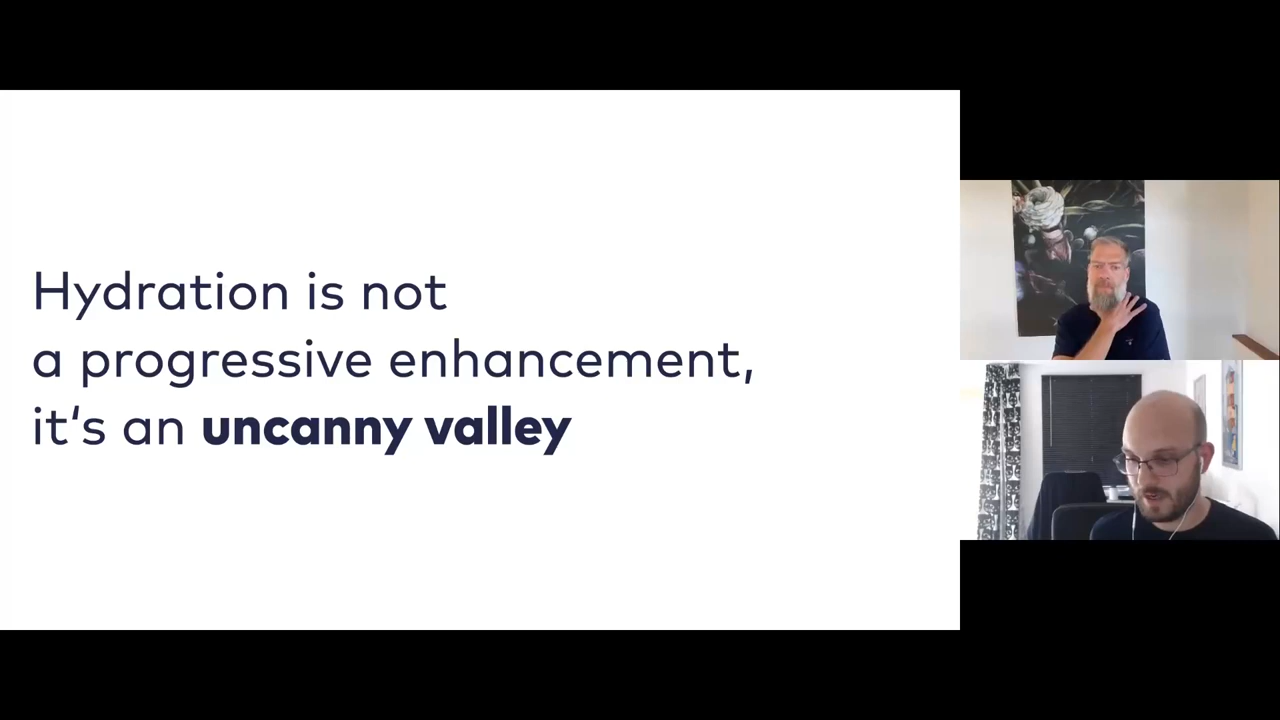 Hydration is not
a progressive enhancement,
it‘s an uncanny valley